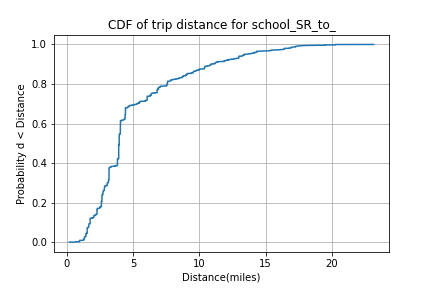 CDF of trip distance for school_SR_to_
1.0
0.8
0.6
0.4
0.2
0.0
Probability d < Distance
0 5 10 15 20
Distance(miles)